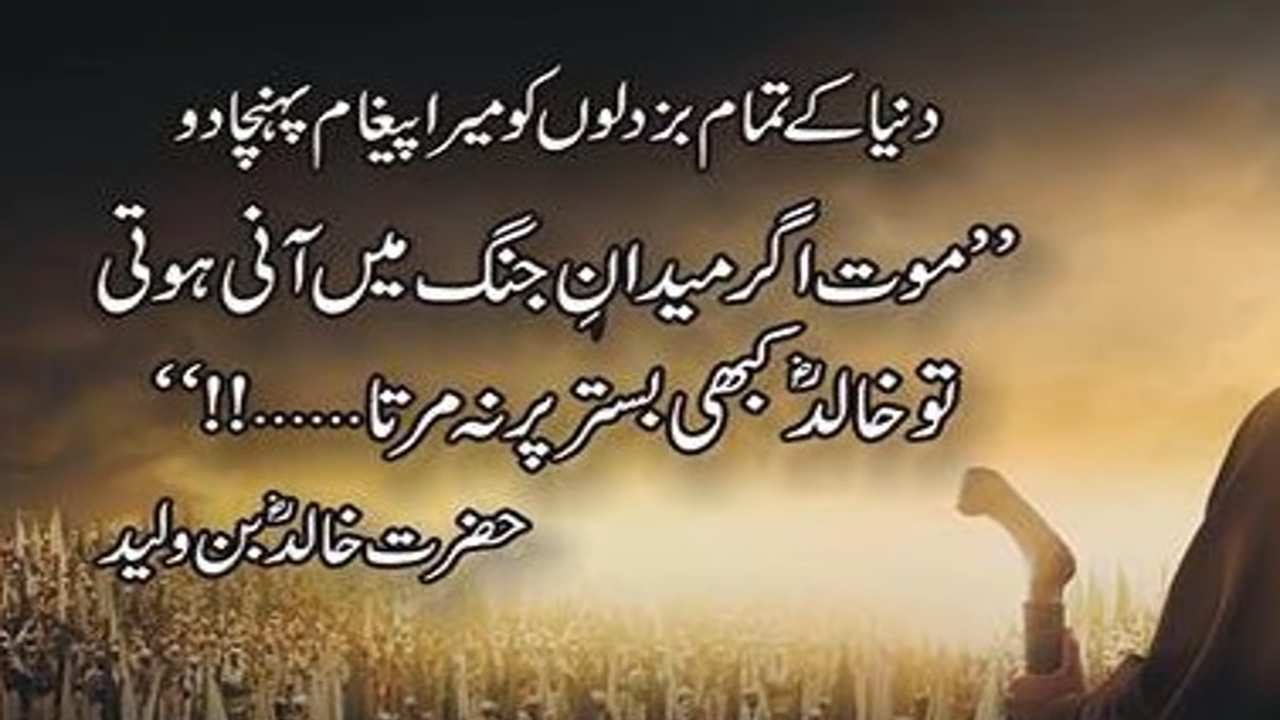 دنیا کے تمام بزدلوں کو میرا پیغام پہنچا دو
’’موت اگر میدانِ جنگ میں آنی ہوتی
تو خالدؓ کبھی بستر پر نہ مرتا......!!‘‘
حضرت خالدؓ بن ولید